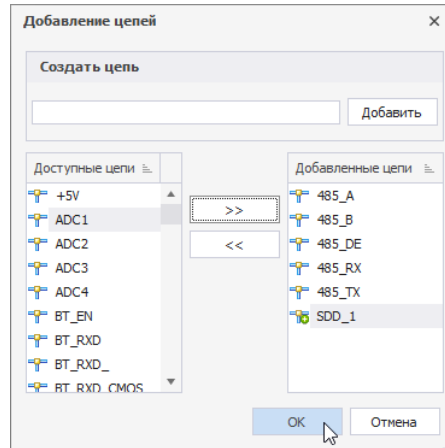 Добавление цепей
Создать цепь
Добавить
Доступные цепи
+5V
ADC1
ADC2
ADC3
ADC4
BT_EN
BT_RXD
BT_RXD_
BT_RXD_CMOS
>>
<<
Добавленные цепи
485_A
485_B
485_DE
485_RX
485_TX
SDD_1
OK
Отмена